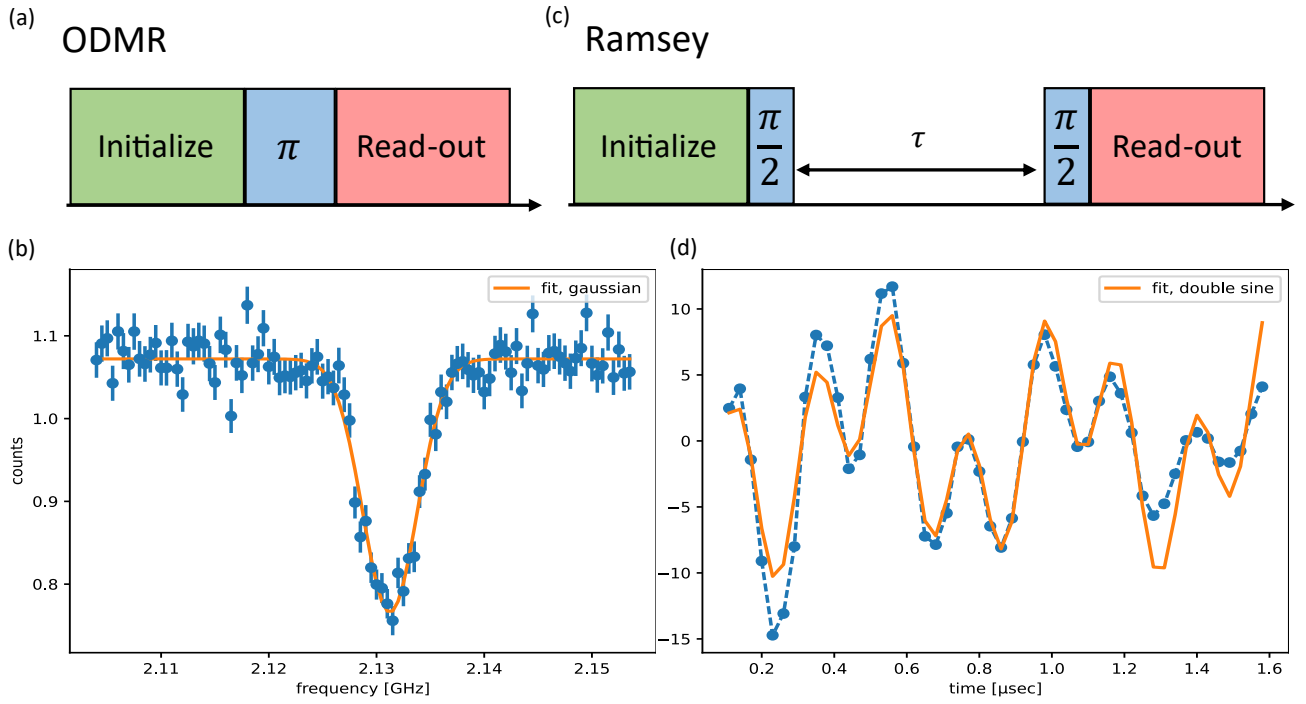 (a)
ODMR
Initialize π Read-out
(c)
Ramsey
Initialize π/2 τ π/2 Read-out
(b)
fit, gaussian
1.1
1.0
0.9
0.8
counts
2.11 2.12 2.13 2.14 2.15
frequency [GHz]
(d)
fit, double sine
10
5
0
−5
−10
−15
0.2 0.4 0.6 0.8 1.0 1.2 1.4 1.6
time [μsec]